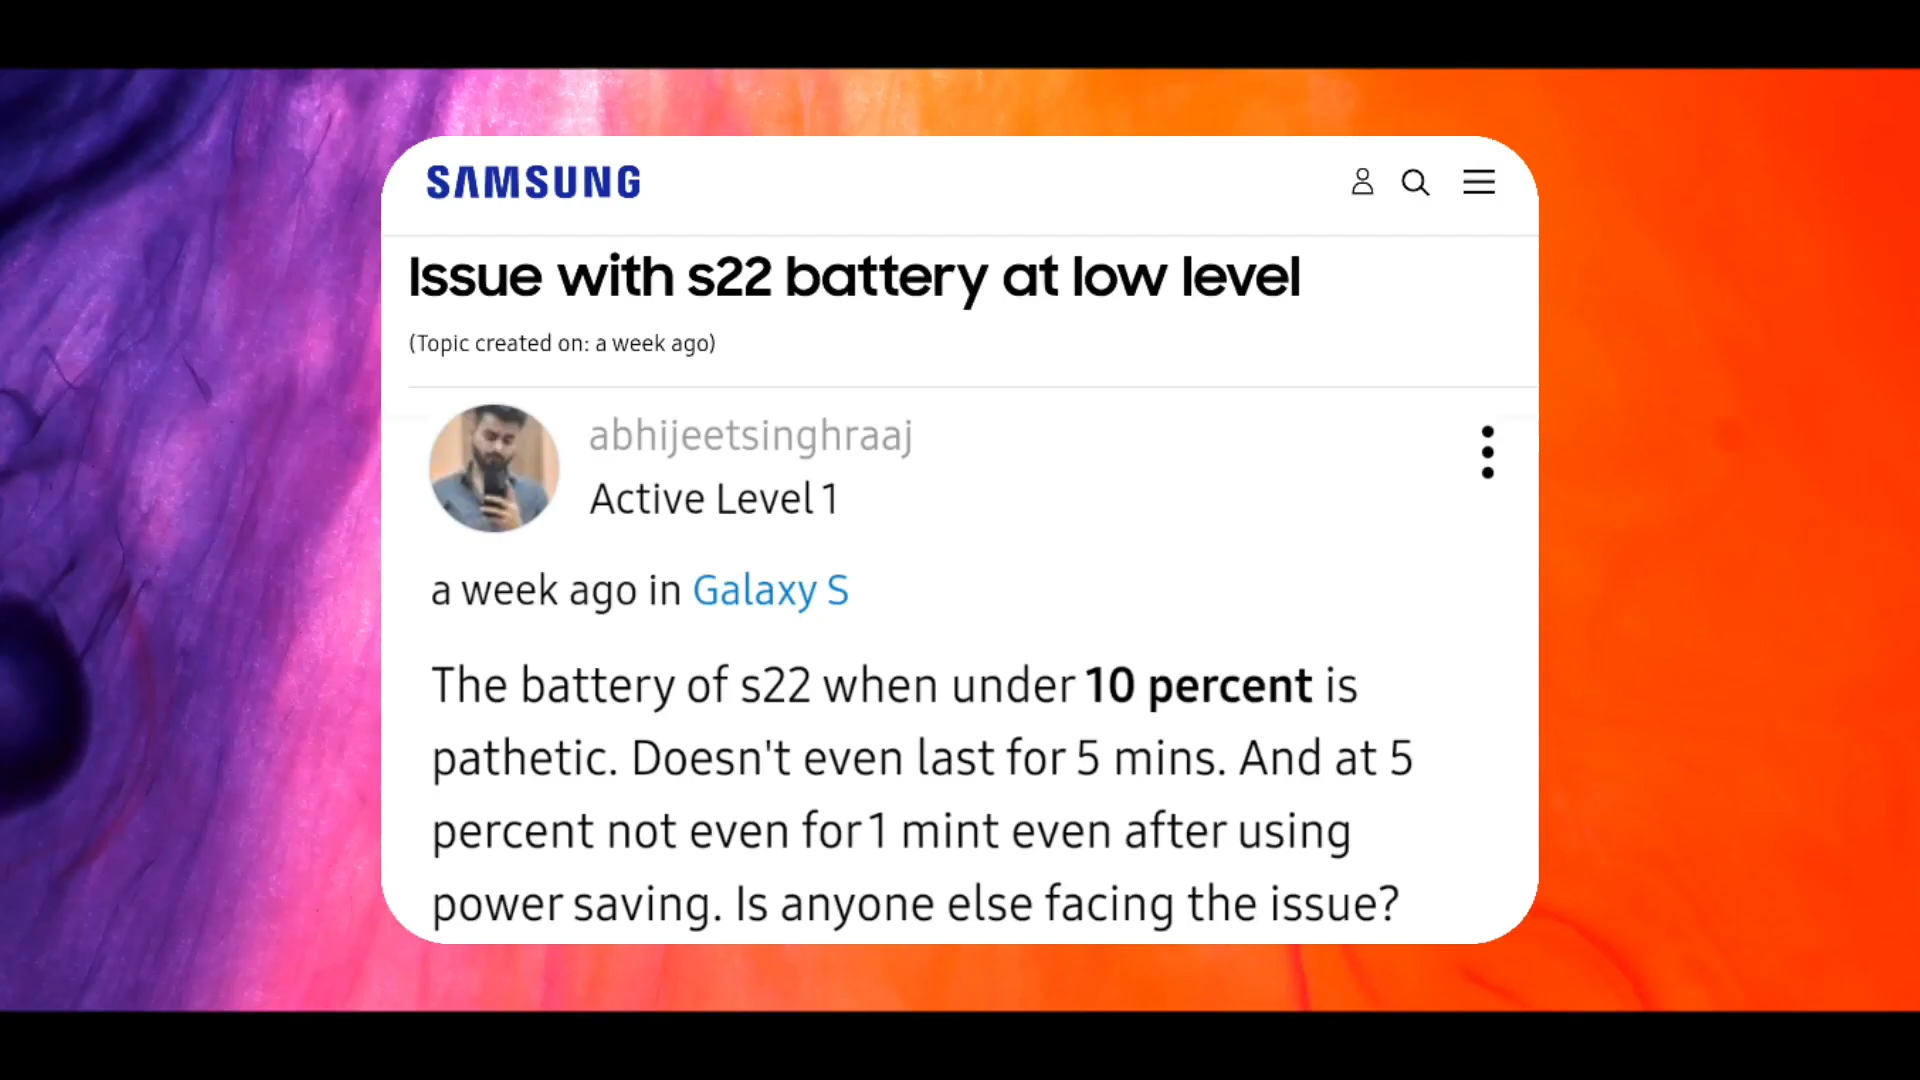 SAMSUNG
Issue with s22 battery at low level
(Topic created on: a week ago)
abhijeetsinghraaj
Active Level 1
a week ago in Galaxy S
The battery of s22 when under 10 percent is
pathetic. Doesn't even last for 5 mins. And at 5
percent not even for 1 mint even after using
power saving. Is anyone else facing the issue?